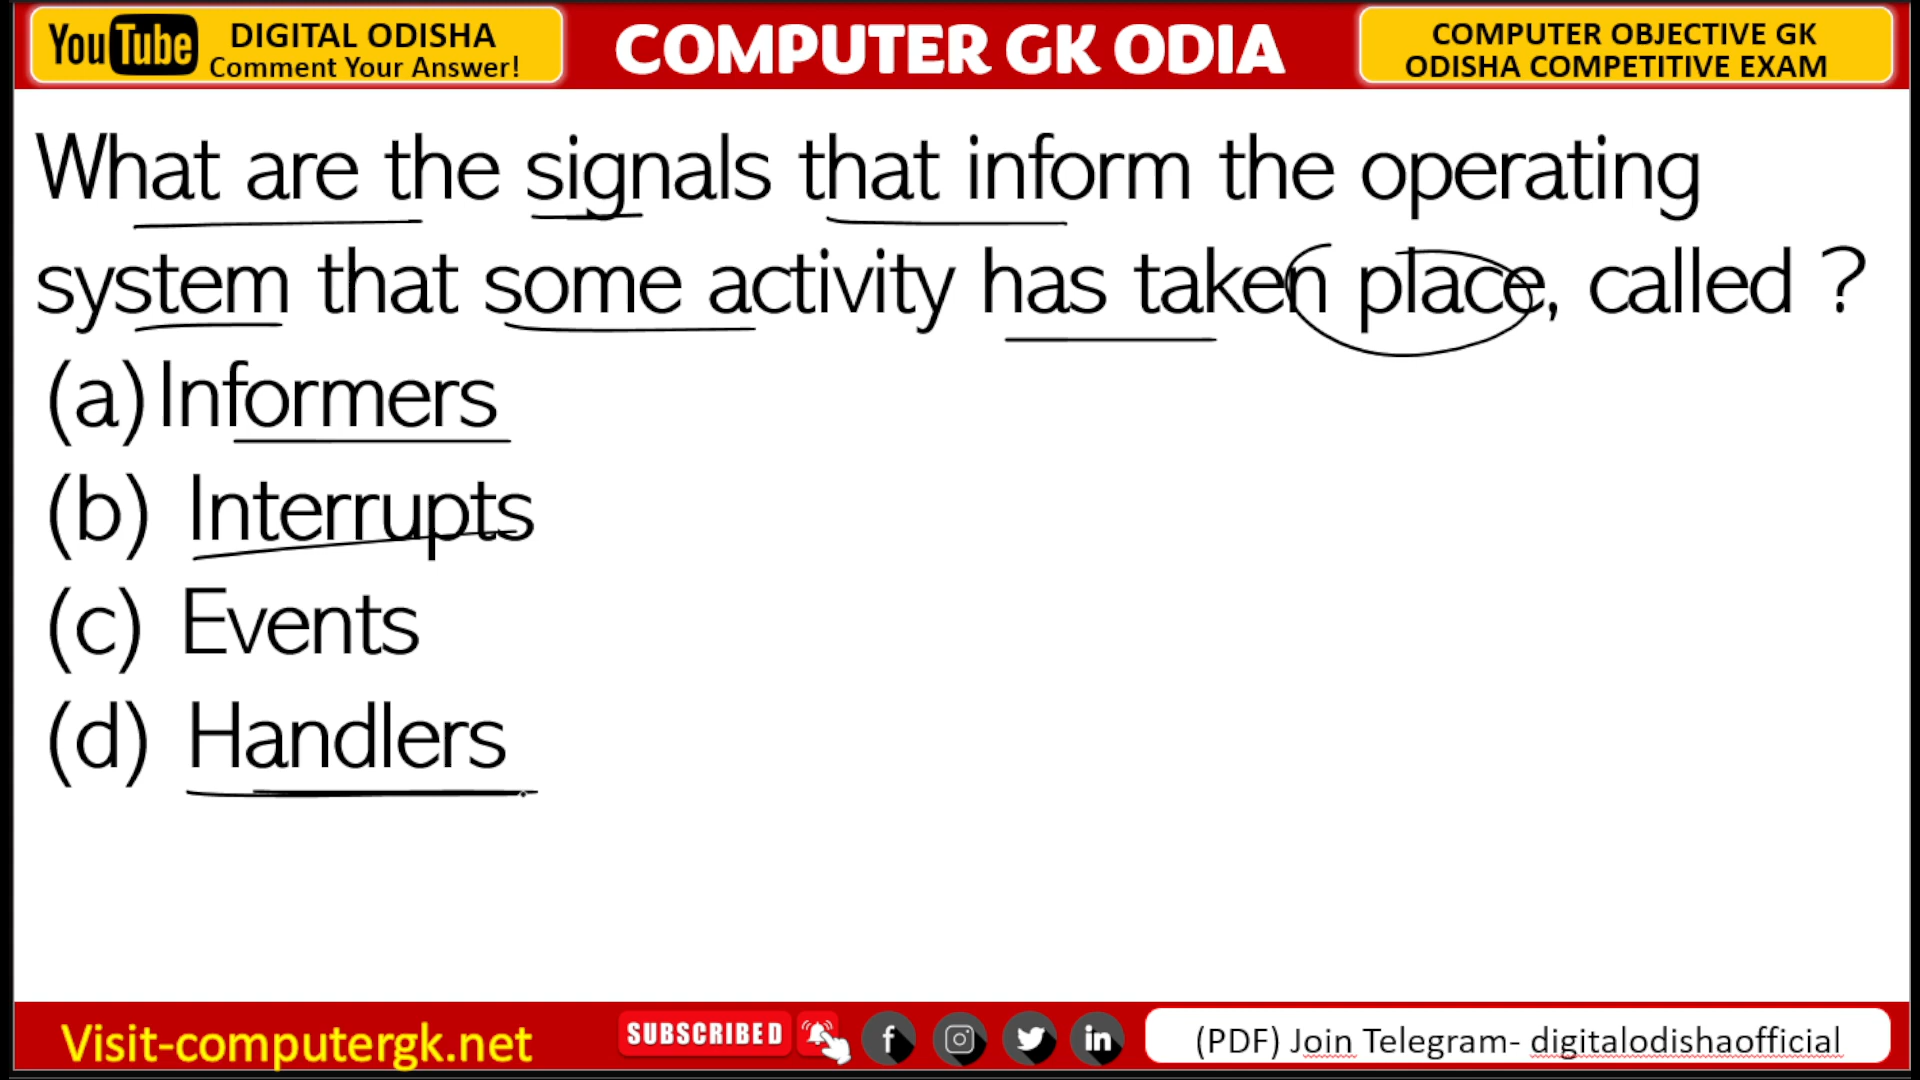 YouTube DIGITAL ODISHA
Comment Your Answer!
COMPUTER GK ODIA
COMPUTER OBJECTIVE GK
ODISHA COMPETITIVE EXAM
What are the signals that inform the operating
system that some activity has taken place, called ?
(a) Informers
(b) Interrupts
(c) Events
(d) Handlers
Visit-computergk.net
SUBSCRIBED
f
in
(PDF) Join Telegram- digitalodishaofficial